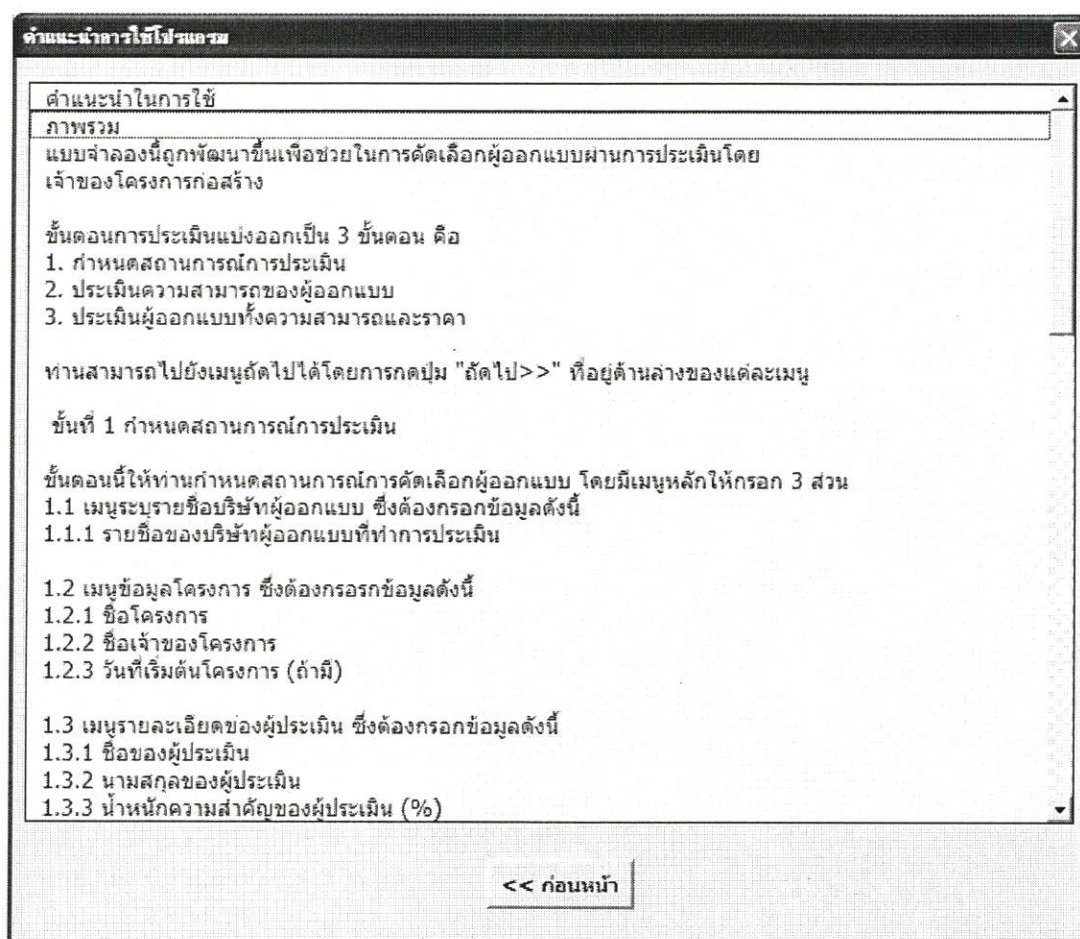 คำแนะนำการใช้โปรแกรม
คำแนะนำในการใช้
ภาพรวม
แบบจำลองนี้ถูกพัฒนาขึ้นเพื่อช่วยในการคัดเลือกผู้ออกแบบผ่านการประเมินโดย
เจ้าของโครงการก่อสร้าง
ขั้นตอนการประเมินแบ่งออกเป็น 3 ขั้นตอน คือ
1. กำหนดสถานการณ์การประเมิน
2. ประเมินความสามารถของผู้ออกแบบ
3. ประเมินผู้ออกแบบทั้งความสามารถและราคา
ท่านสามารถไปยังเมนูถัดไปได้โดยการกดปุ่ม "ถัดไป>>" ที่อยู่ด้านล่างของแต่ละเมนู
ขั้นที่ 1 กำหนดสถานการณ์การประเมิน
ขั้นตอนนี้ให้ท่านกำหนดสถานการณ์การคัดเลือกผู้ออกแบบ โดยมีเมนูหลักให้กรอก 3 ส่วน
1.1 เมนูระบุรายชื่อบริษัทผู้ออกแบบ ซึ่งต้องกรอกข้อมูลดังนี้
1.1.1 รายชื่อของบริษัทผู้ออกแบบที่ทำการประเมิน
1.2 เมนูข้อมูลโครงการ ซึ่งต้องกรอรกข้อมูลดังนี้
1.2.1 ชื่อโครงการ
1.2.2 ชื่อเจ้าของโครงการ
1.2.3 วันที่เริ่มต้นโครงการ (ถ้ามี)
1.3 เมนูรายละเอียดของผู้ประเมิน ซึ่งต้องกรอกข้อมูลดังนี้
1.3.1 ชื่อของผู้ประเมิน
1.3.2 นามสกุลของผู้ประเมิน
1.3.3 น้ำหนักความสำคัญของผู้ประเมิน (%)
<< ก่อนหน้า